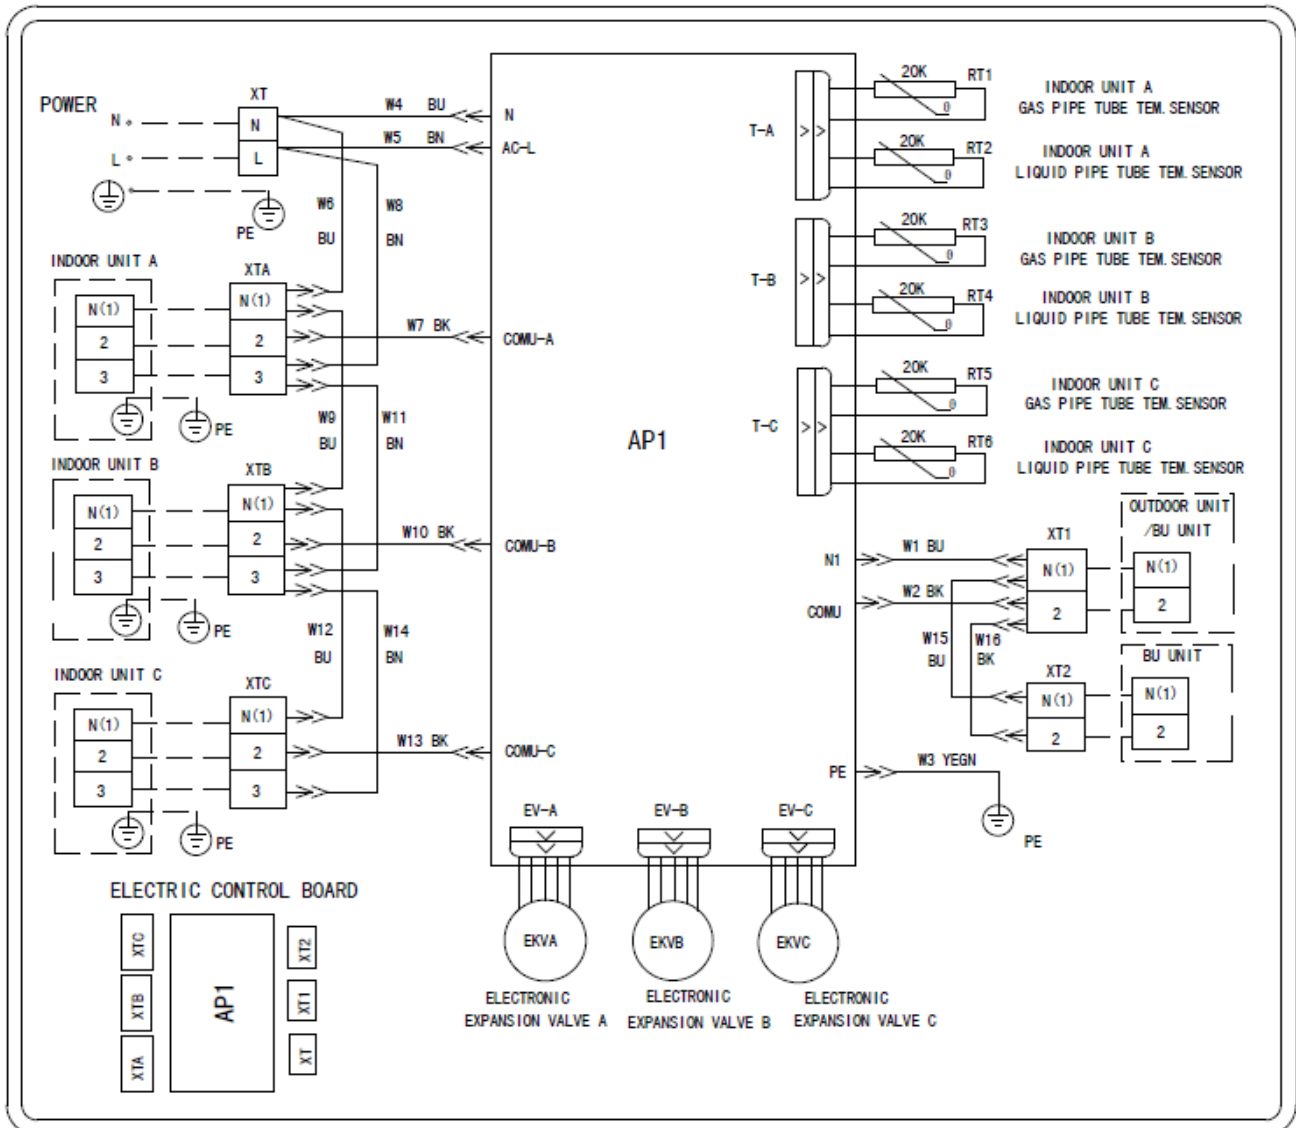 POWER
N
L
PE
XT
N
L
W4 BU
W5 BN
N
AC-L
W6
BU
W8
BN
INDOOR UNIT A
N(1)
2
3
PE
XTA
N(1)
2
3
W7 BK
COMU-A
W9
BU
W11
BN
INDOOR UNIT B
N(1)
2
3
PE
XTB
N(1)
2
3
W10 BK
COMU-B
W12
BU
W14
BN
INDOOR UNIT C
N(1)
2
3
PE
XTC
N(1)
2
3
W13 BK
COMU-C
AP1
T-A
20K
RT1
θ
INDOOR UNIT A
GAS PIPE TUBE TEM.SENSOR
20K
RT2
θ
INDOOR UNIT A
LIQUID PIPE TUBE TEM.SENSOR
T-B
20K
RT3
θ
INDOOR UNIT B
GAS PIPE TUBE TEM.SENSOR
20K
RT4
θ
INDOOR UNIT B
LIQUID PIPE TUBE TEM.SENSOR
T-C
20K
RT5
θ
INDOOR UNIT C
GAS PIPE TUBE TEM.SENSOR
20K
RT6
θ
INDOOR UNIT C
LIQUID PIPE TUBE TEM.SENSOR
N1
W1 BU
COMU
W2 BK
XT1
N(1)
2
OUTDOOR UNIT
/BU UNIT
N(1)
2
W15
BU
W16
BK
XT2
N(1)
2
BU UNIT
N(1)
2
PE
W3 YEGN
PE
EV-A
EV-B
EV-C
EKVA
EKVB
EKVC
ELECTRONIC
EXPANSION VALVE A
ELECTRONIC
EXPANSION VALVE B
ELECTRONIC
EXPANSION VALVE C
ELECTRIC CONTROL BOARD
XTC
XTB
XTA
AP1
XT2
XT1
XT